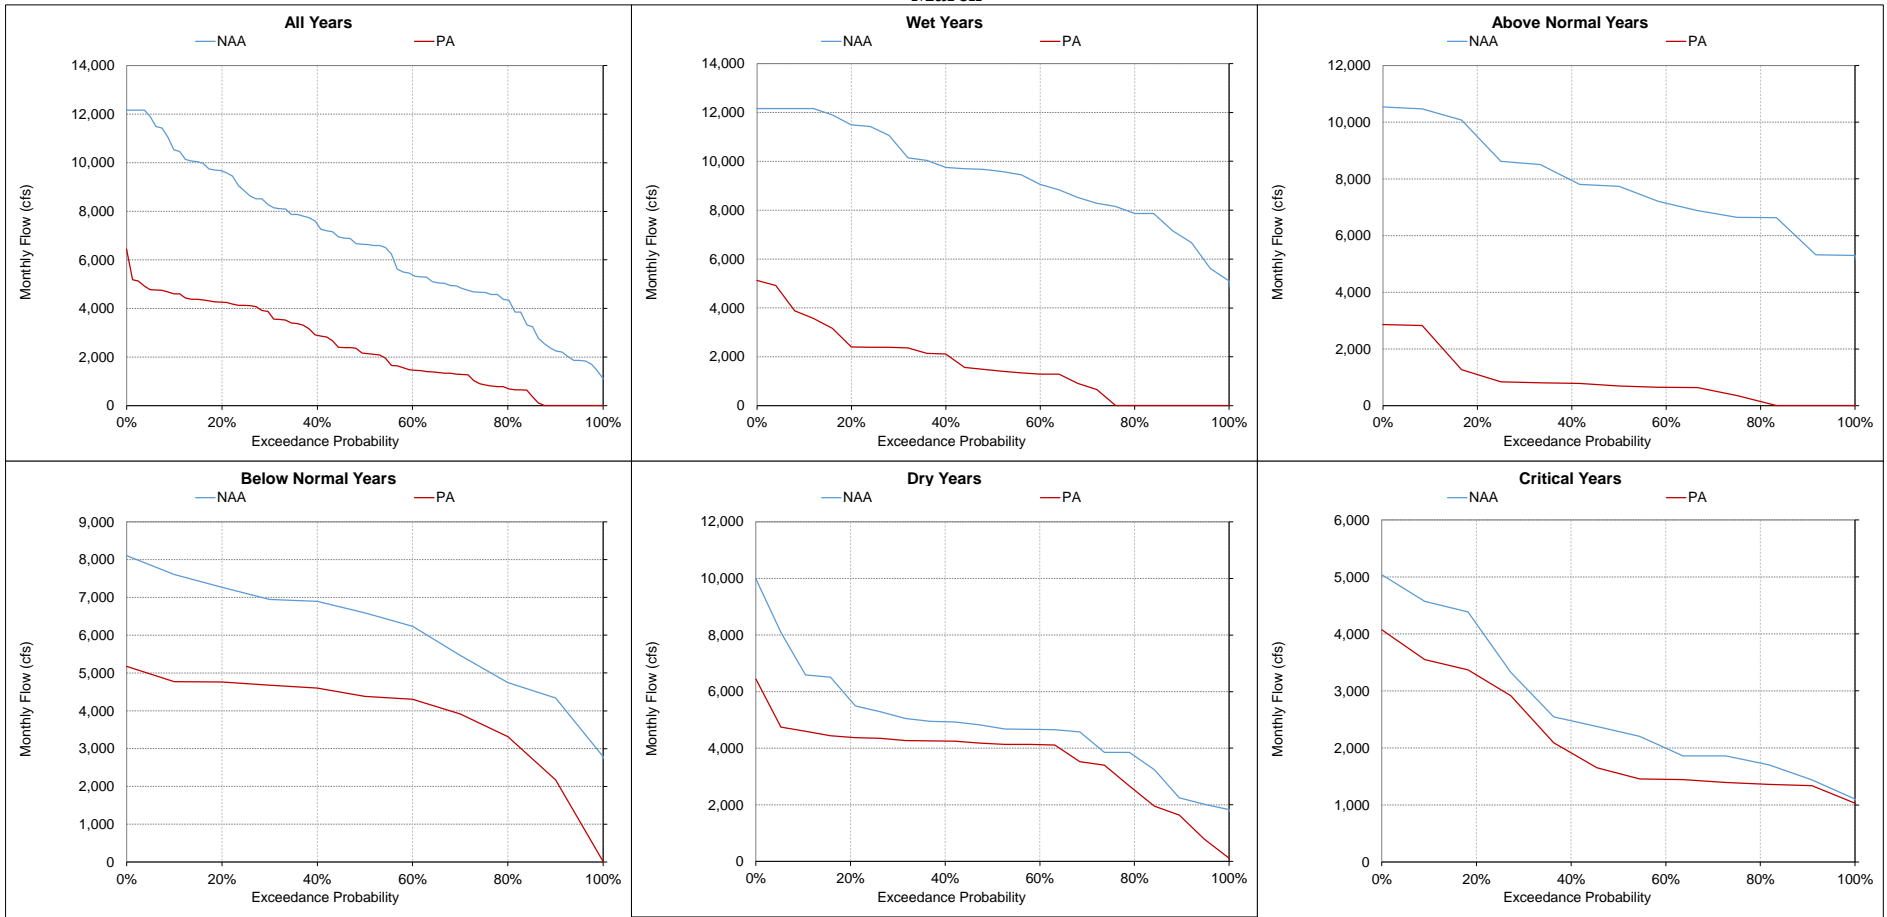 All Years
NAA PA
14,000
12,000
10,000
8,000
6,000
4,000
2,000
0
Monthly Flow (cfs)
0% 20% 40% 60% 80% 100%
Exceedance Probability
Wet Years
NAA PA
14,000
12,000
10,000
8,000
6,000
4,000
2,000
0
Monthly Flow (cfs)
0% 20% 40% 60% 80% 100%
Exceedance Probability
Above Normal Years
NAA PA
12,000
10,000
8,000
6,000
4,000
2,000
0
Monthly Flow (cfs)
0% 20% 40% 60% 80% 100%
Exceedance Probability
Below Normal Years
NAA PA
9,000
8,000
7,000
6,000
5,000
4,000
3,000
2,000
1,000
0
Monthly Flow (cfs)
0% 20% 40% 60% 80% 100%
Exceedance Probability
Dry Years
NAA PA
12,000
10,000
8,000
6,000
4,000
2,000
0
Monthly Flow (cfs)
0% 20% 40% 60% 80% 100%
Exceedance Probability
Critical Years
NAA PA
6,000
5,000
4,000
3,000
2,000
1,000
0
Monthly Flow (cfs)
0% 20% 40% 60% 80% 100%
Exceedance Probability